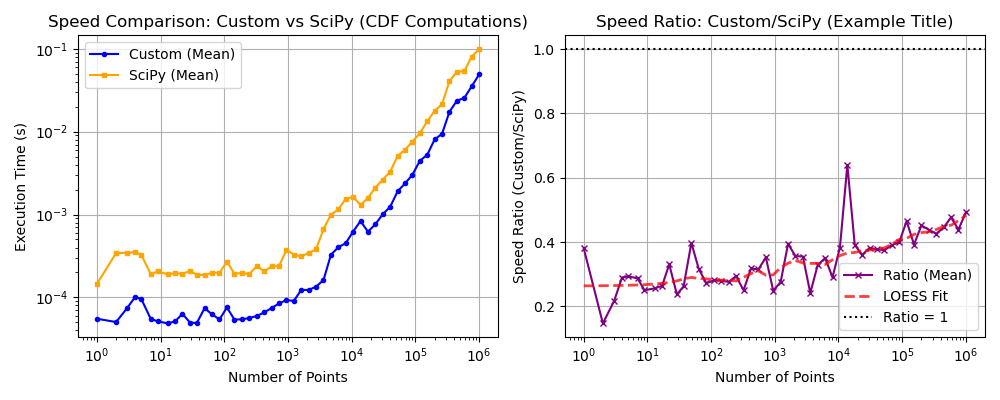 Speed Comparison: Custom vs SciPy (CDF Computations)
Execution Time (s)
10⁻¹
10⁻²
10⁻³
10⁻⁴
Custom (Mean)
SciPy (Mean)
10⁰ 10¹ 10² 10³ 10⁴ 10⁵ 10⁶
Number of Points
Speed Ratio: Custom/SciPy (Example Title)
Speed Ratio (Custom/SciPy)
1.0
0.8
0.6
0.4
0.2
Ratio (Mean)
LOESS Fit
Ratio = 1
10⁰ 10¹ 10² 10³ 10⁴ 10⁵ 10⁶
Number of Points